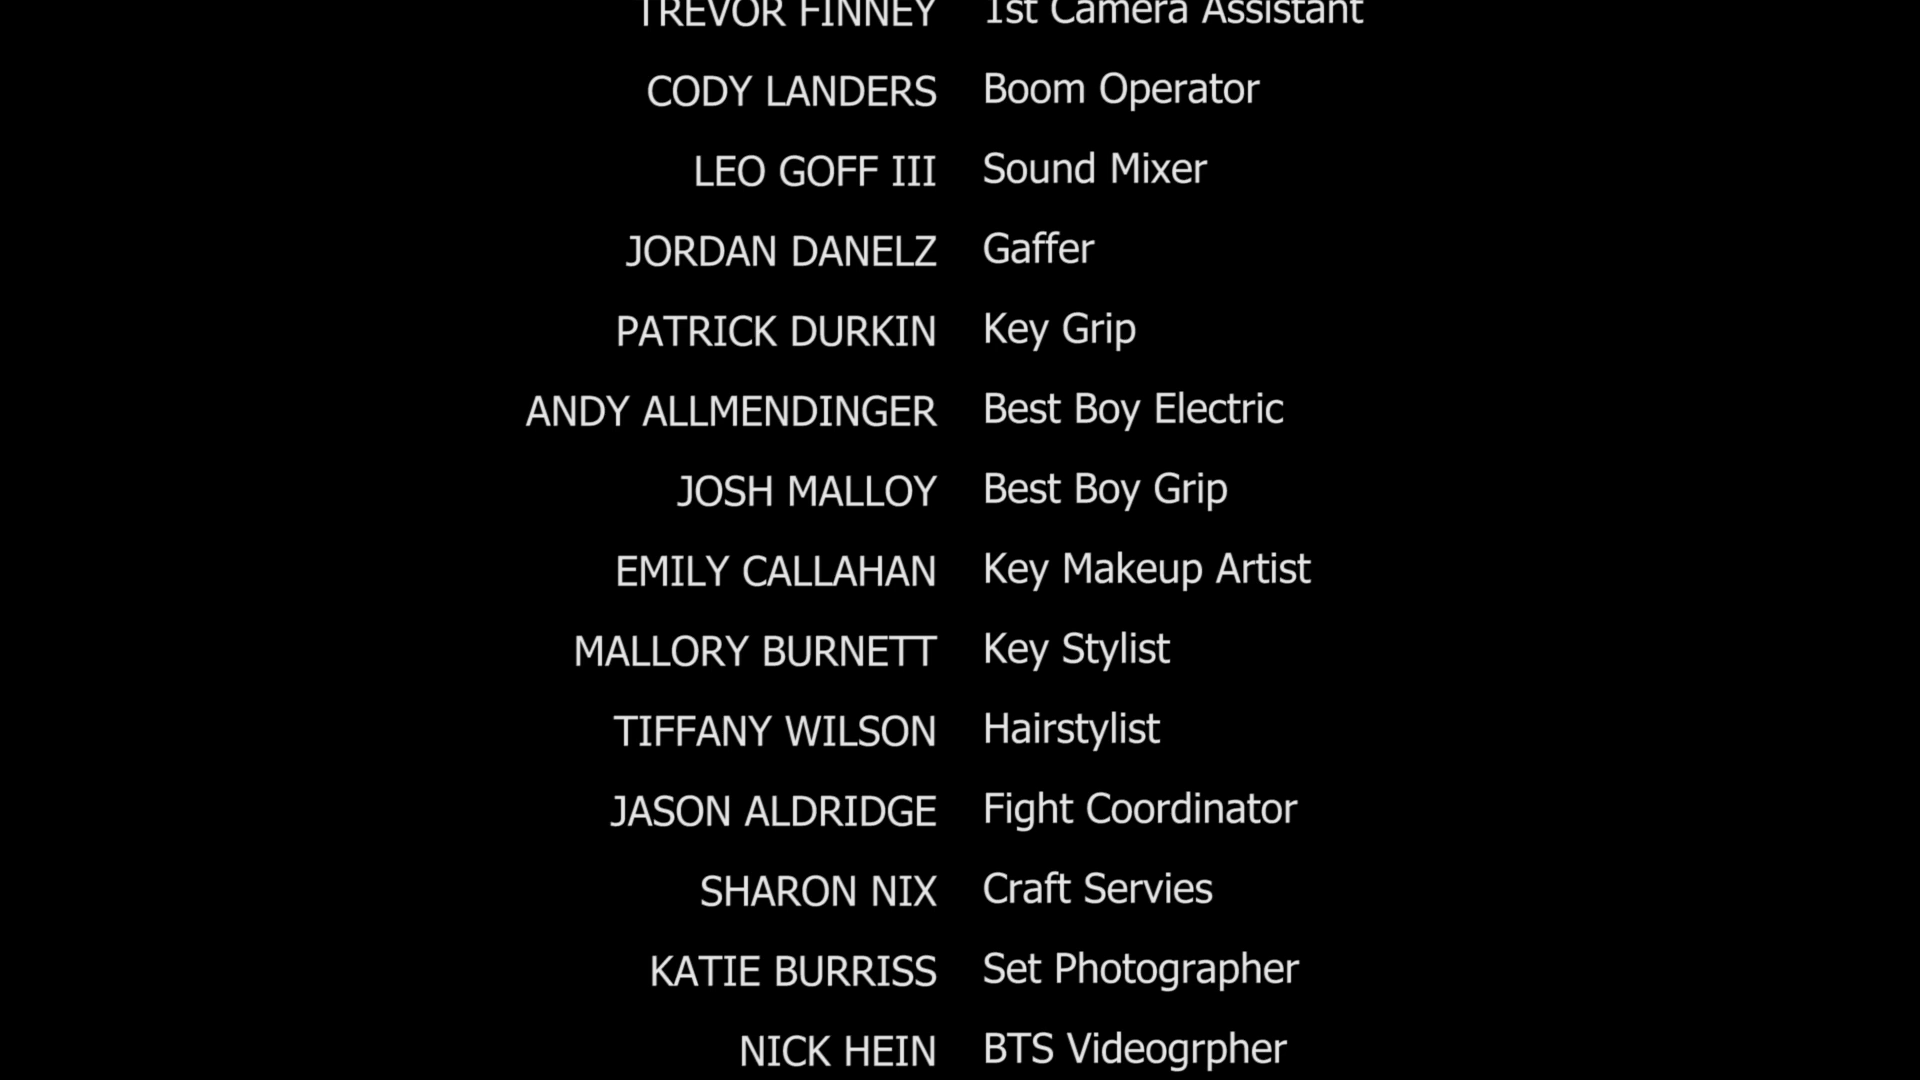 TREVOR FINNEY 1st Camera Assistant
CODY LANDERS Boom Operator
LEO GOFF III Sound Mixer
JORDAN DANELZ Gaffer
PATRICK DURKIN Key Grip
ANDY ALLMENDINGER Best Boy Electric
JOSH MALLOY Best Boy Grip
EMILY CALLAHAN Key Makeup Artist
MALLORY BURNETT Key Stylist
TIFFANY WILSON Hairstylist
JASON ALDRIDGE Fight Coordinator
SHARON NIX Craft Servies
KATIE BURRISS Set Photographer
NICK HEIN BTS Videogrpher